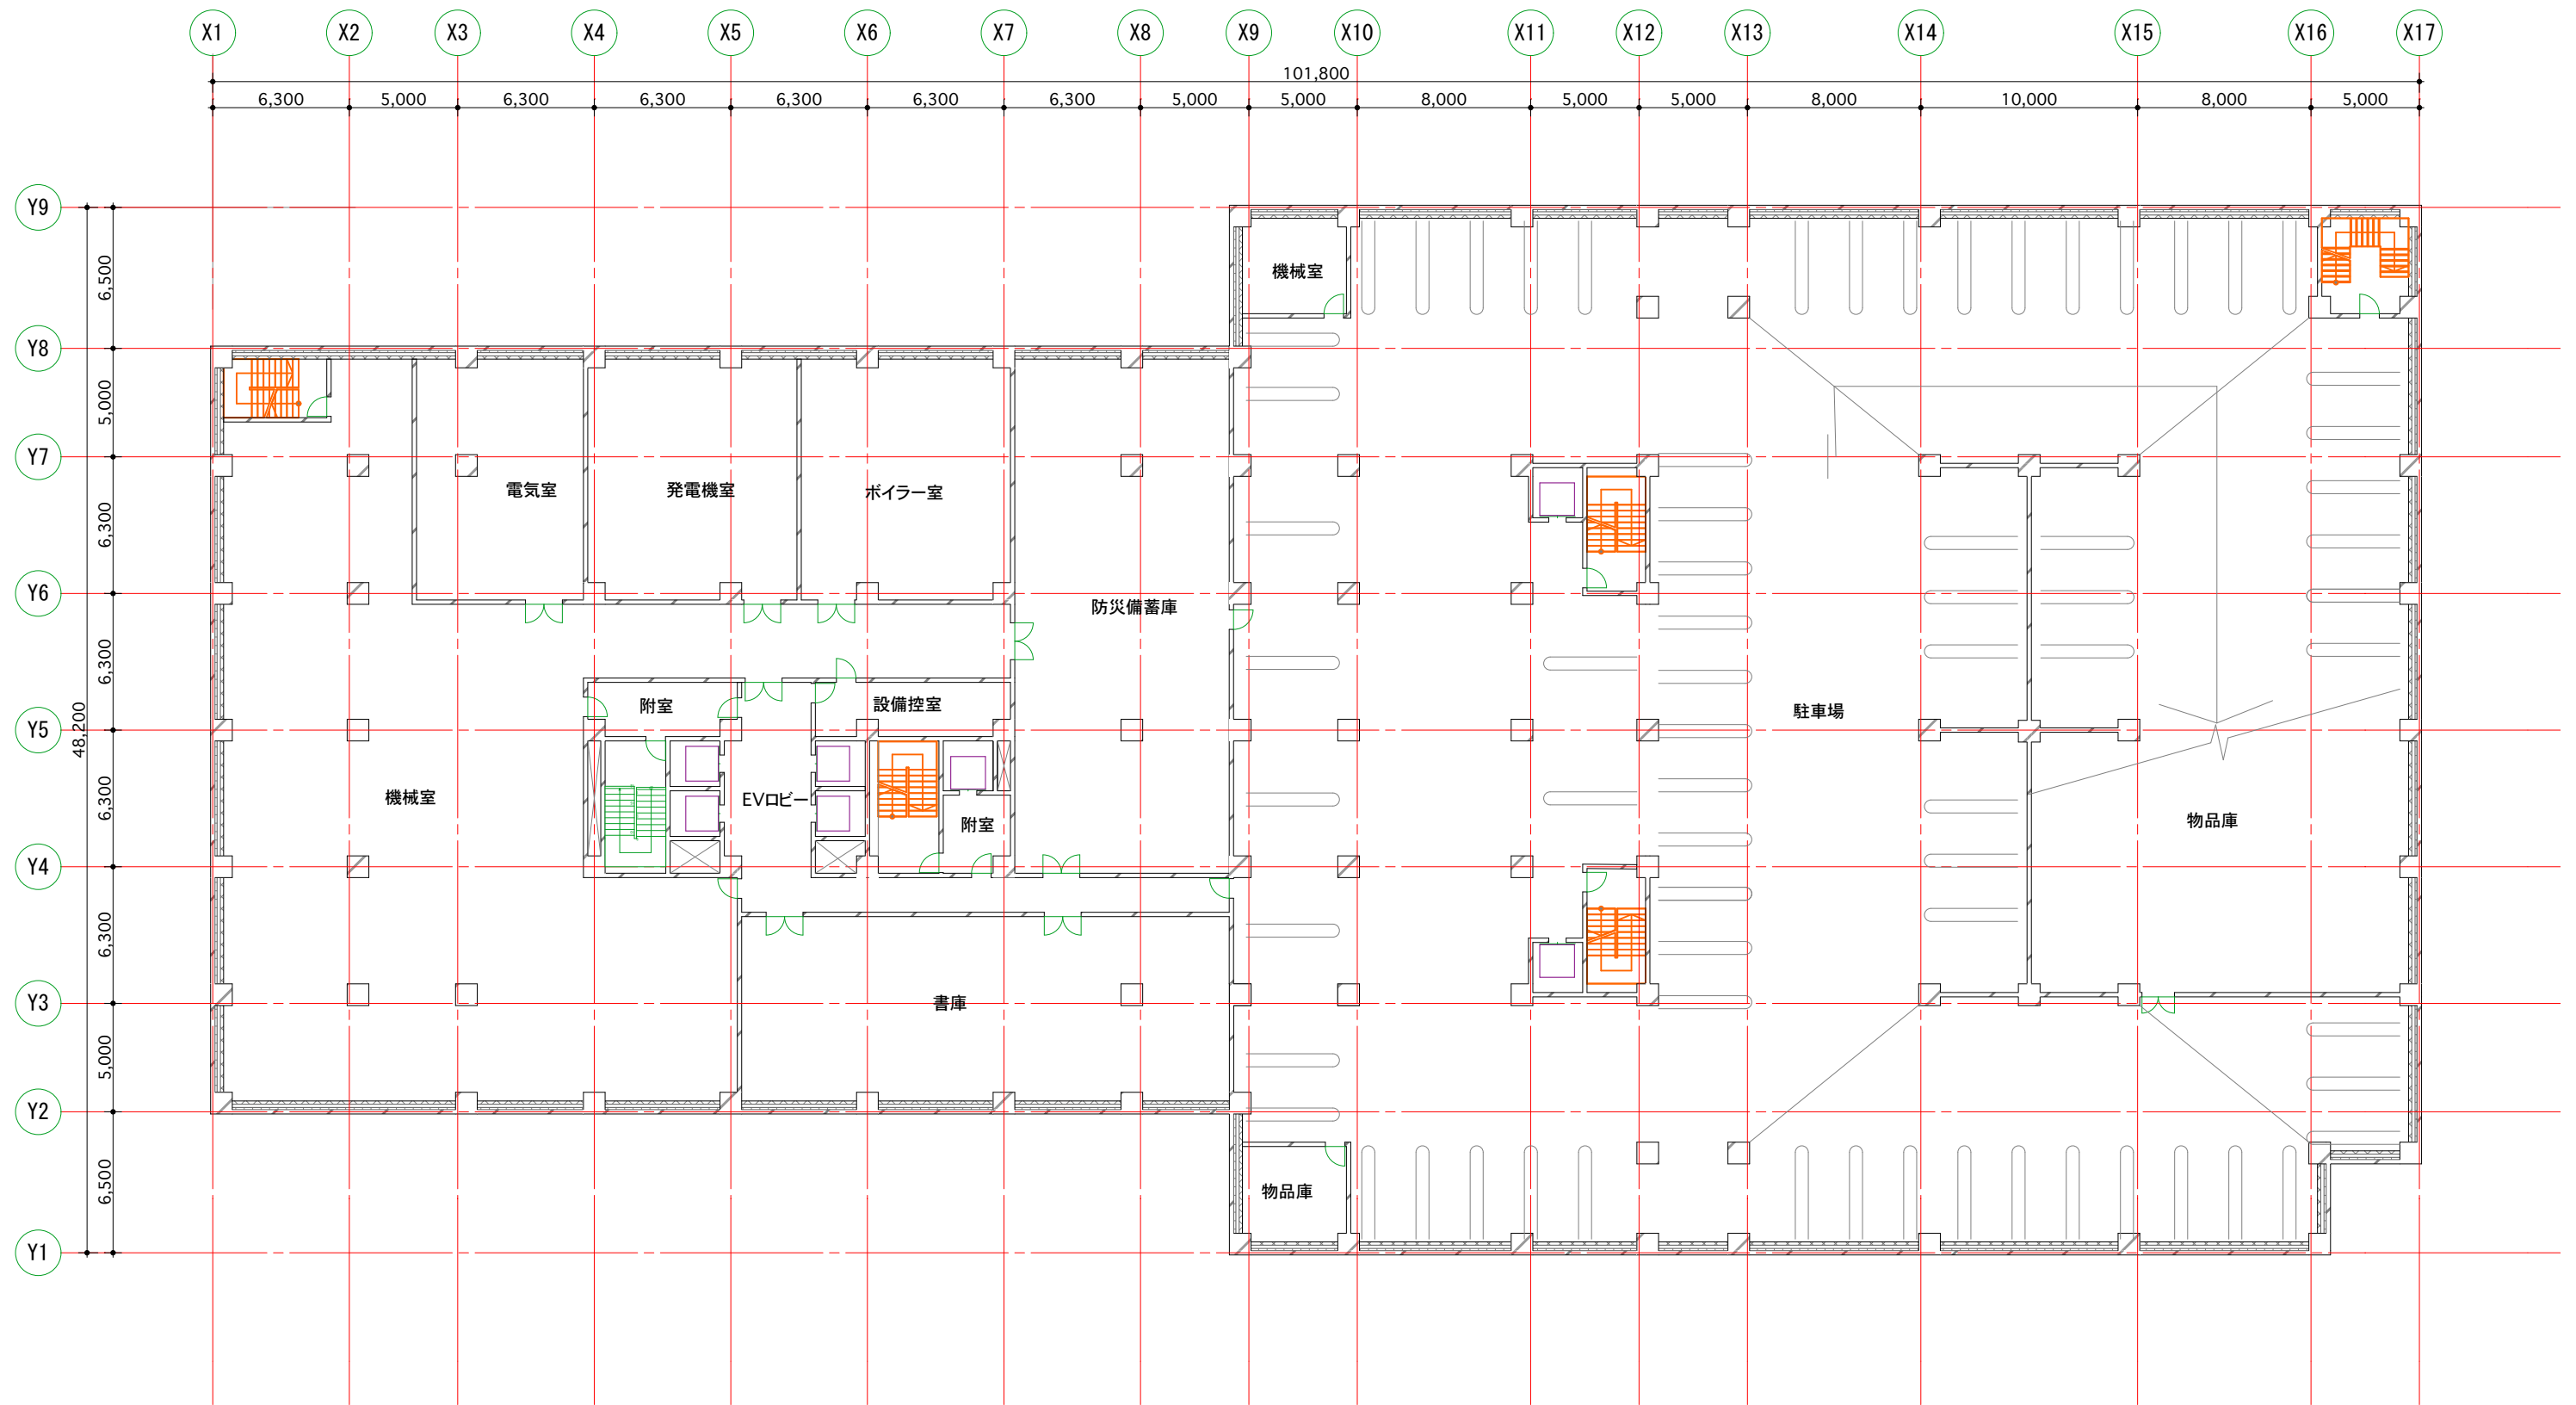 X1 X2 X3 X4 X5 X6 X7 X8 X9 X10 X11 X12 X13 X14 X15 X16 X17
101,800
6,300 5,000 6,300 6,300 6,300 6,300 6,300 5,000 5,000 8,000 5,000 5,000 8,000 10,000 8,000 5,000
Y9
6,500
機械室
Y8
5,000
Y7
電気室 発電機室 ボイラー室
6,300
Y6
防災備蓄庫
6,300
附室 設備控室 駐車場
Y5
48,200
6,300
機械室 EVロビー 附室 物品庫
Y4
6,300
Y3
書庫
5,000
Y2
6,500
物品庫
Y1